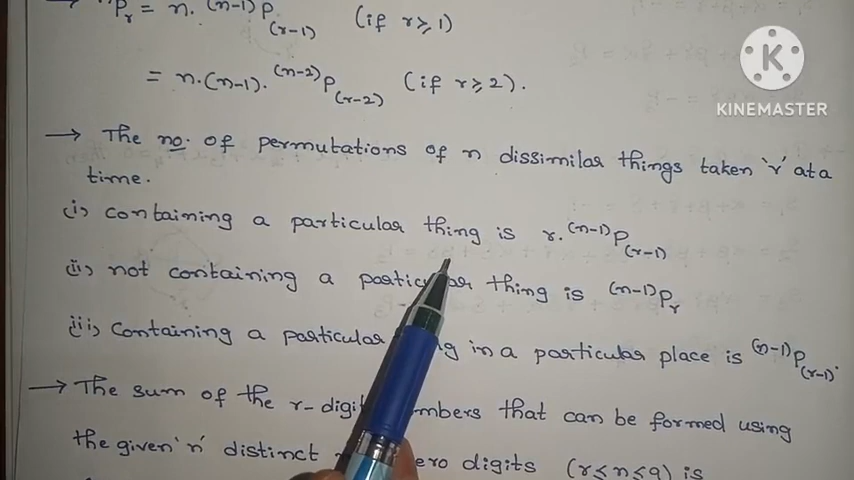 → ⁿPᵣ = n. ⁽ⁿ⁻¹⁾P₍ᵣ₋₁₎ (if r ≥ 1)
= n.(n-1). ⁽ⁿ⁻²⁾P₍ᵣ₋₂₎ (if r ≥ 2).
KINEMASTER
→ The no. of permutations of n dissimilar things taken 'r' at a
time.
(i) containing a particular thing is r. ⁽ⁿ⁻¹⁾P₍ᵣ₋₁₎
(ii) not containing a thing is ⁽ⁿ⁻¹⁾Pᵣ
(iii) Containing a particular in a particular place is ⁽ⁿ⁻¹⁾P₍ᵣ₋₁₎.
→ The sum of the r- that can be formed using
the given 'n' distinct digits (r ≤ n ≤ 9) is